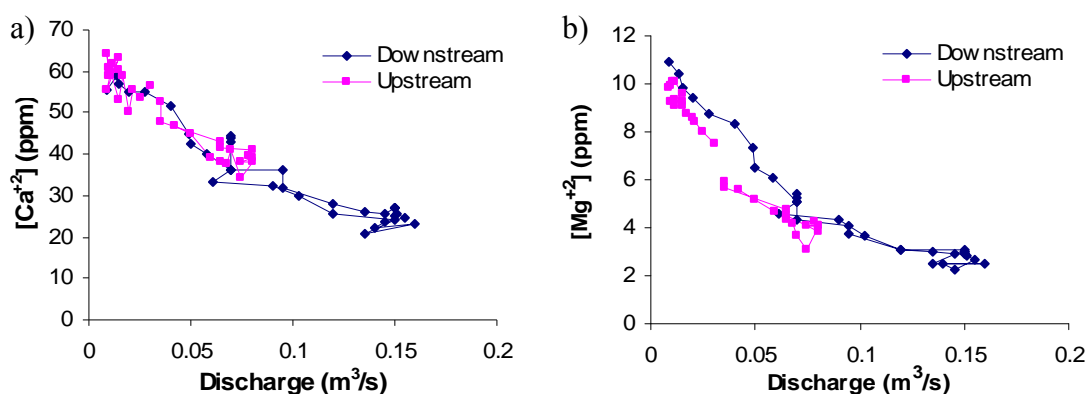 a)
[Ca+2] (ppm)
70
60
50
40
30
20
10
0
0
0.05
0.1
0.15
0.2
Discharge (m3/s)
Dow nstream
Upstream
b)
[Mg+2] (ppm)
12
10
8
6
4
2
0
0
0.05
0.1
0.15
0.2
Discharge (m3/s)
Dow nstream
Upstream